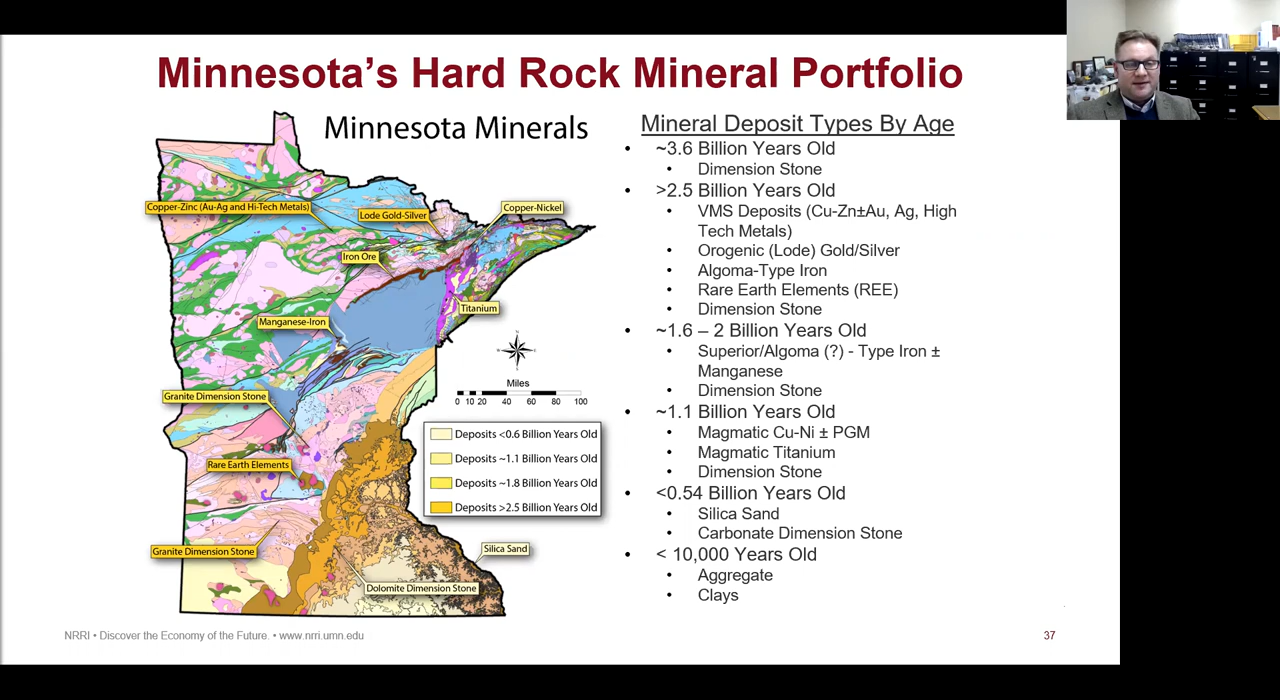 Minnesota's Hard Rock Mineral Portfolio
Minnesota Minerals
Copper-Zinc (Au-Ag and Hi-Tech Metals)
Lode Gold-Silver
Copper-Nickel
Iron Ore
Titanium
Manganese-Iron
Granite Dimension Stone
Rare Earth Elements
Granite Dimension Stone
Silica Sand
Dolomite Dimension Stone
N
W
E
S
Miles
0 10 20 40 60 80 100
Deposits <0.6 Billion Years Old
Deposits ~1.1 Billion Years Old
Deposits ~1.8 Billion Years Old
Deposits >2.5 Billion Years Old
Mineral Deposit Types By Age
• ~3.6 Billion Years Old
• Dimension Stone
• >2.5 Billion Years Old
• VMS Deposits (Cu-Zn±Au, Ag, High
Tech Metals)
• Orogenic (Lode) Gold/Silver
• Algoma-Type Iron
• Rare Earth Elements (REE)
• Dimension Stone
• ~1.6 – 2 Billion Years Old
• Superior/Algoma (?) - Type Iron ±
Manganese
• Dimension Stone
• ~1.1 Billion Years Old
• Magmatic Cu-Ni ± PGM
• Magmatic Titanium
• Dimension Stone
• <0.54 Billion Years Old
• Silica Sand
• Carbonate Dimension Stone
• < 10,000 Years Old
• Aggregate
• Clays
NRRI • Discover the Economy of the Future. • www.nrri.umn.edu
37